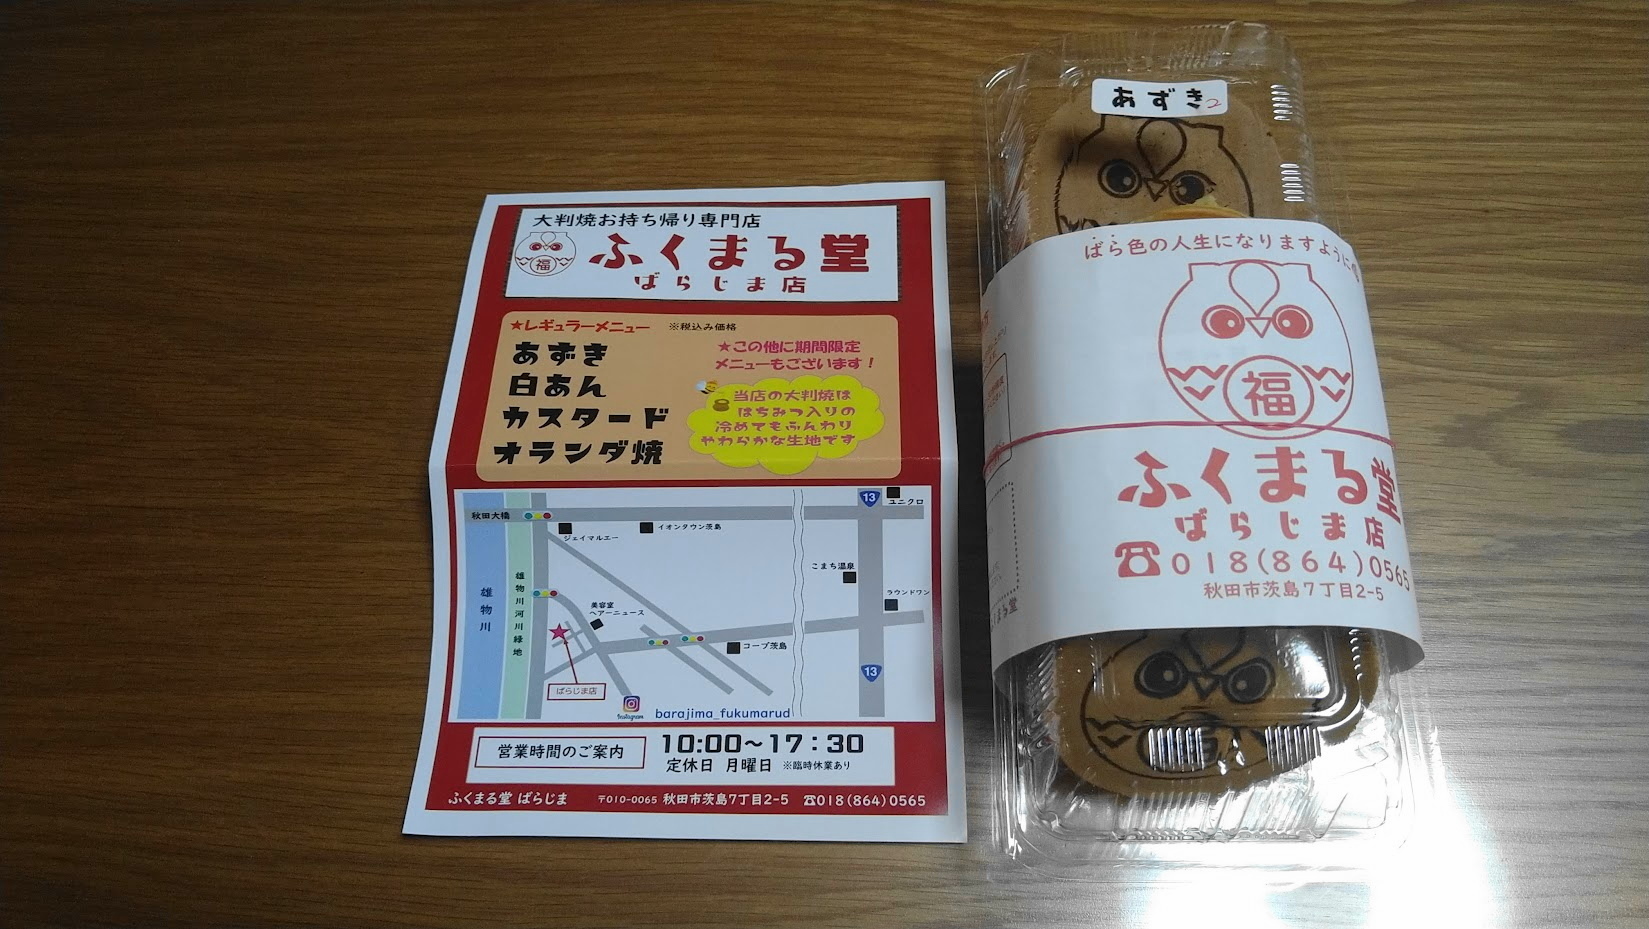 大判焼お持ち帰り専門店
福
ふくまる堂
ばらじま店
★レギュラーメニュー ※税込み価格
あずき
白あん
カスタード
オランダ焼
★この他に期間限定
メニューもございます!
当店の大判焼は
はちみつ入りの
冷めてもふんわり
やわらかな生地です
秋田大橋
ジェイマルエー
イオンタウン茨島
13
ユニクロ
こまち温泉
ラウンドワン
雄物川
雄物川河川緑地
美容室
ヘアーニュース
コープ茨島
13
ばらじま店
Instagram
barajima_fukumarud
営業時間のご案内
10:00〜17:30
定休日 月曜日 ※臨時休業あり
ふくまる堂 ばらじま 〒010-0065 秋田市茨島7丁目2-5 ☎018(864)0565
あずき2
ばら色の人生になりますように
福
ふくまる堂
ばらじま店
☎018(864)0565
秋田市茨島7丁目2-5